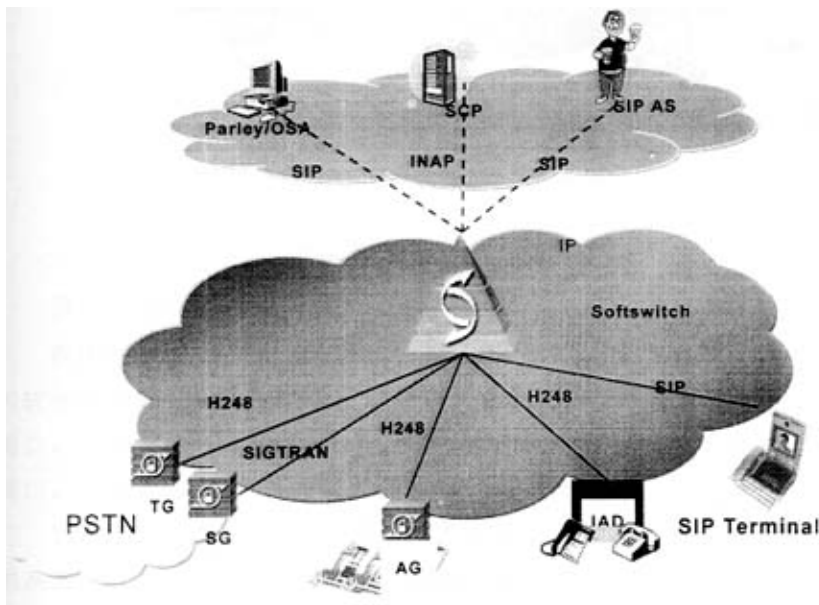 Parley/OSA
SCP
SIP AS
SIP
INAP
SIP
IP
Softswitch
H248
SIGTRAN
H248
H248
SIP
TG
SG
PSTN
AG
IAD
SIP Terminal